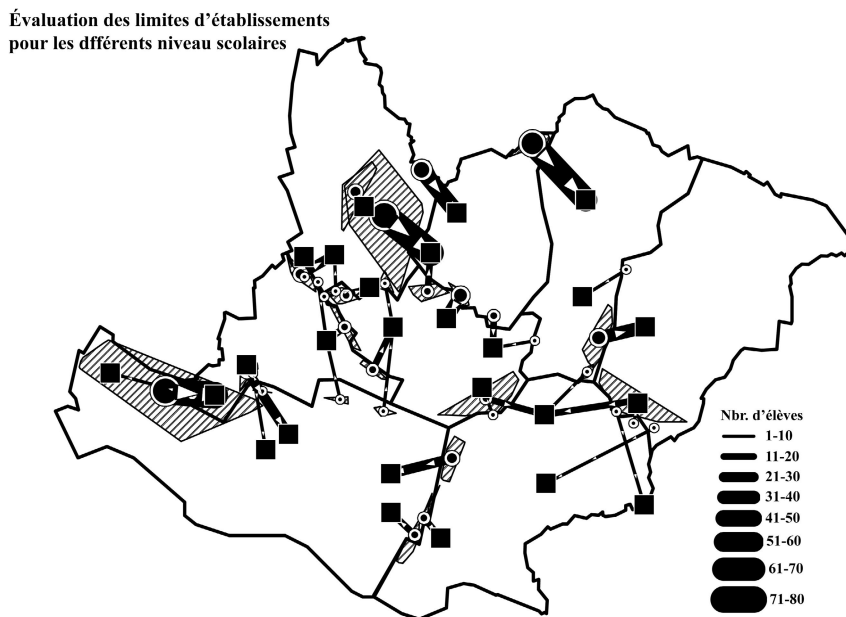 Évaluation des limites d’établissements
pour les dfférents niveau scolaires
Nbr. d’élèves
1-10
11-20
21-30
31-40
41-50
51-60
61-70
71-80